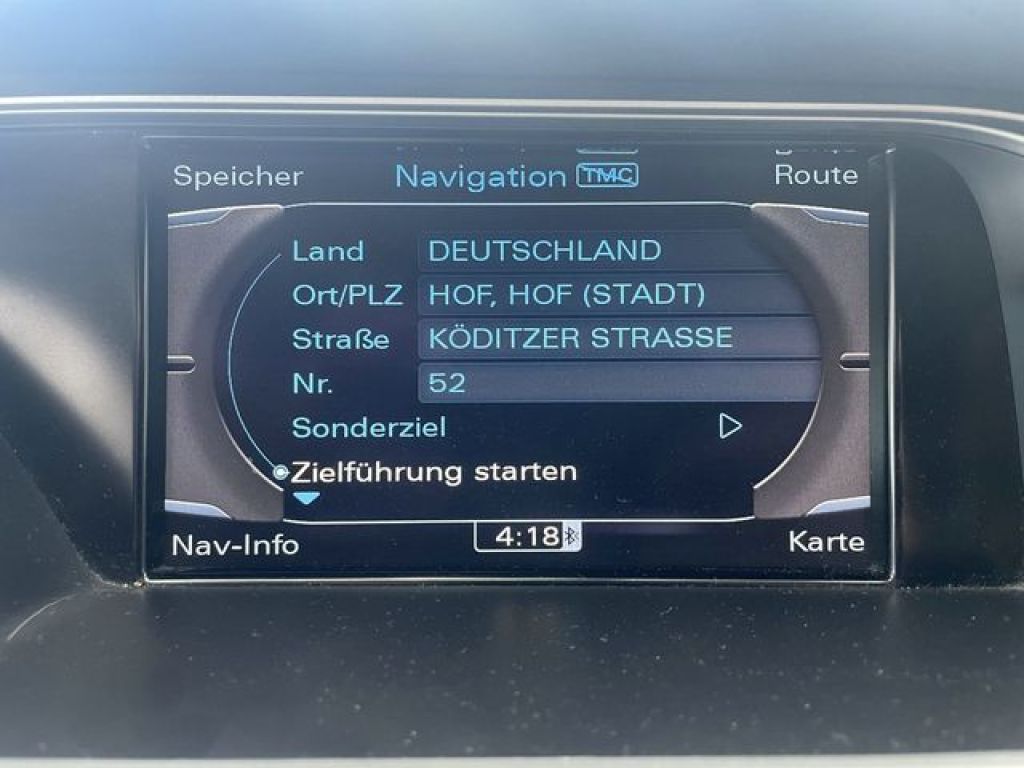 Speicher Navigation TMC Route
Land DEUTSCHLAND
Ort/PLZ HOF, HOF (STADT)
Straße KÖDITZER STRASSE
Nr. 52
Sonderziel
Zielführung starten
Nav-Info 4:18 Karte